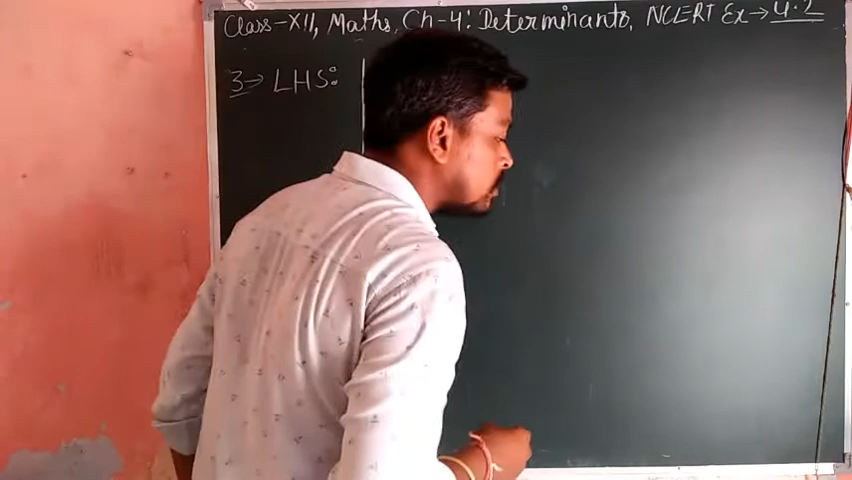 Class-XII, Maths, Ch-4: Determinants, NCERT Ex→4.2
3→ LHS: